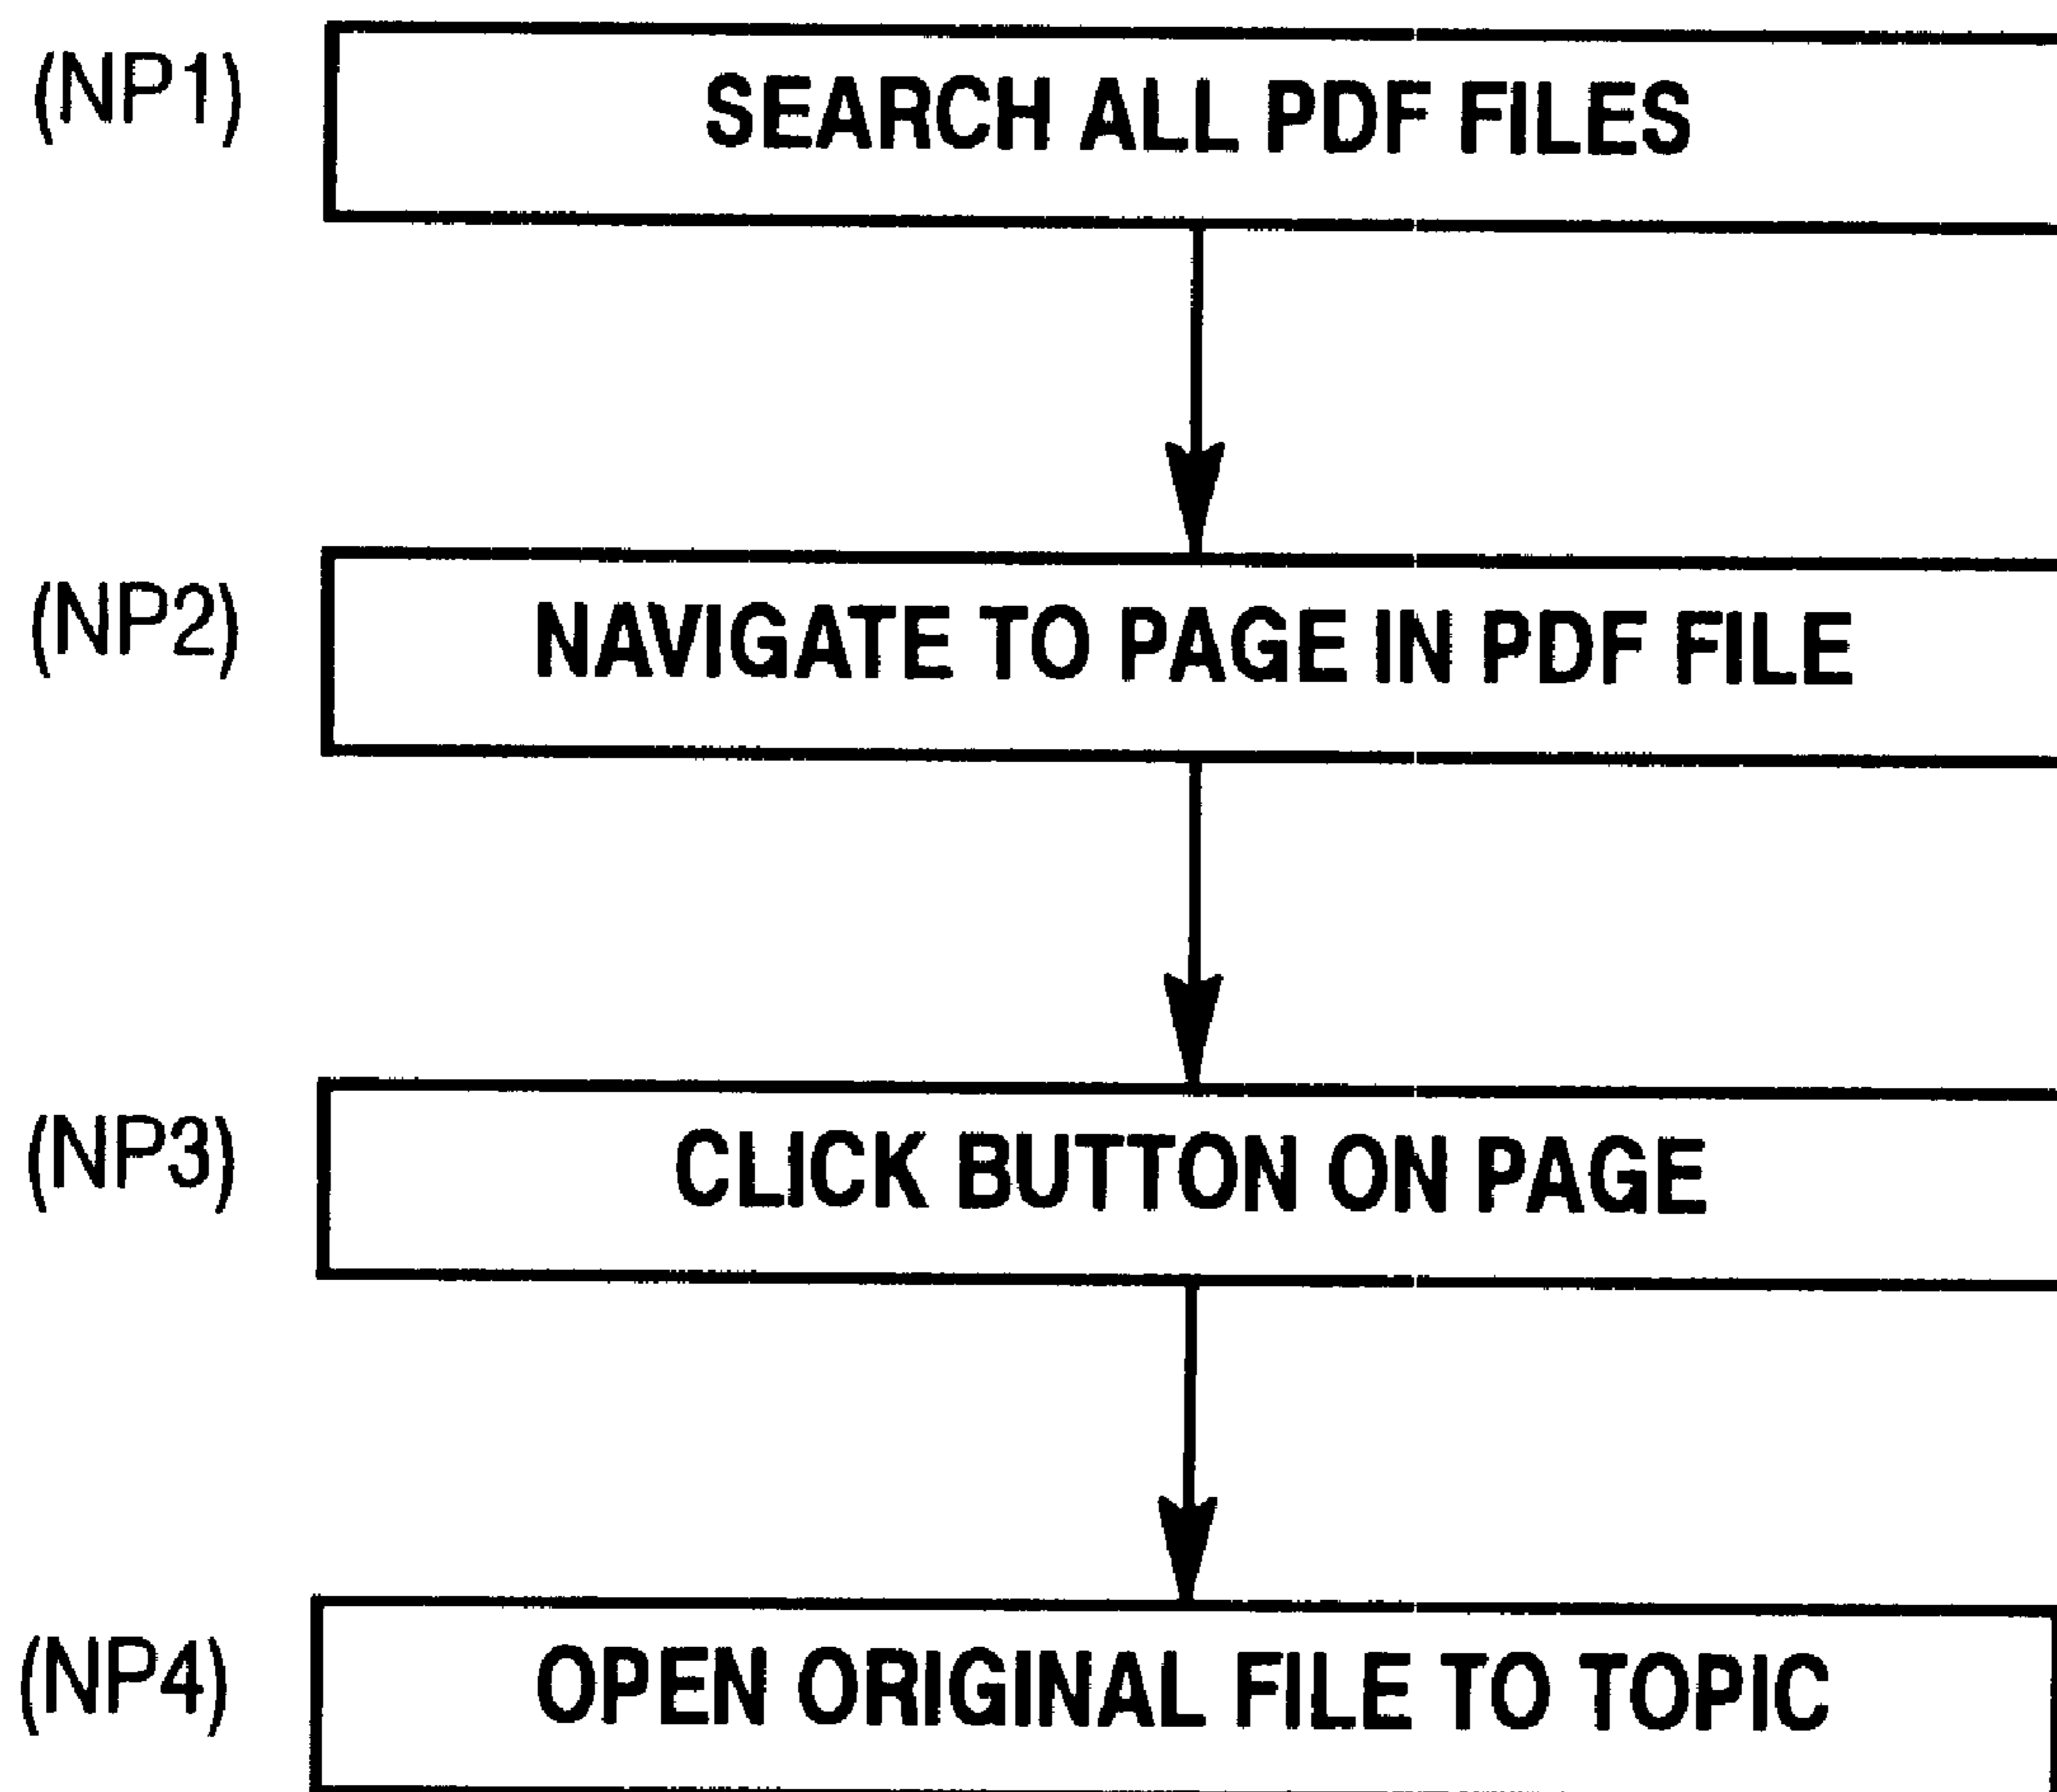 (NP1) SEARCH ALL PDF FILES
(NP2) NAVIGATE TO PAGE IN PDF FILE
(NP3) CLICK BUTTON ON PAGE
(NP4) OPEN ORIGINAL FILE TO TOPIC